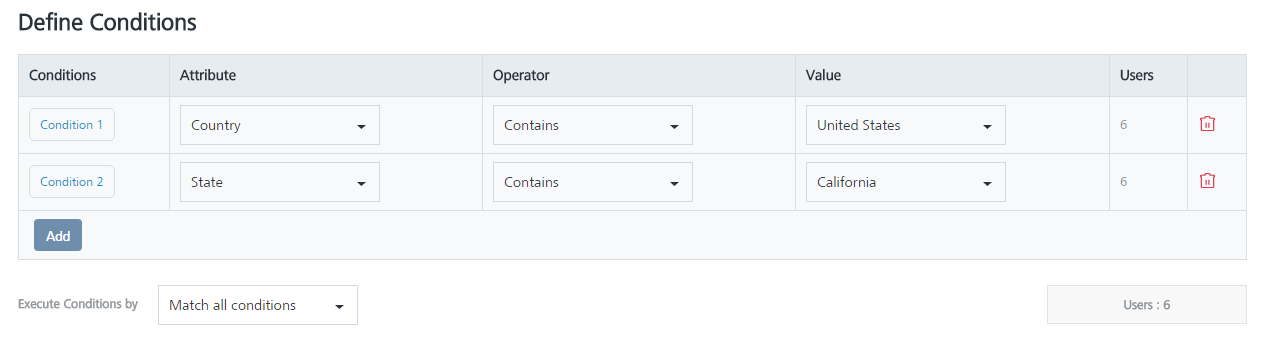 Define Conditions
Conditions Attribute Operator Value Users
Condition 1 Country Contains United States 6
Condition 2 State Contains California 6
Add
Execute Conditions by Match all conditions Users : 6